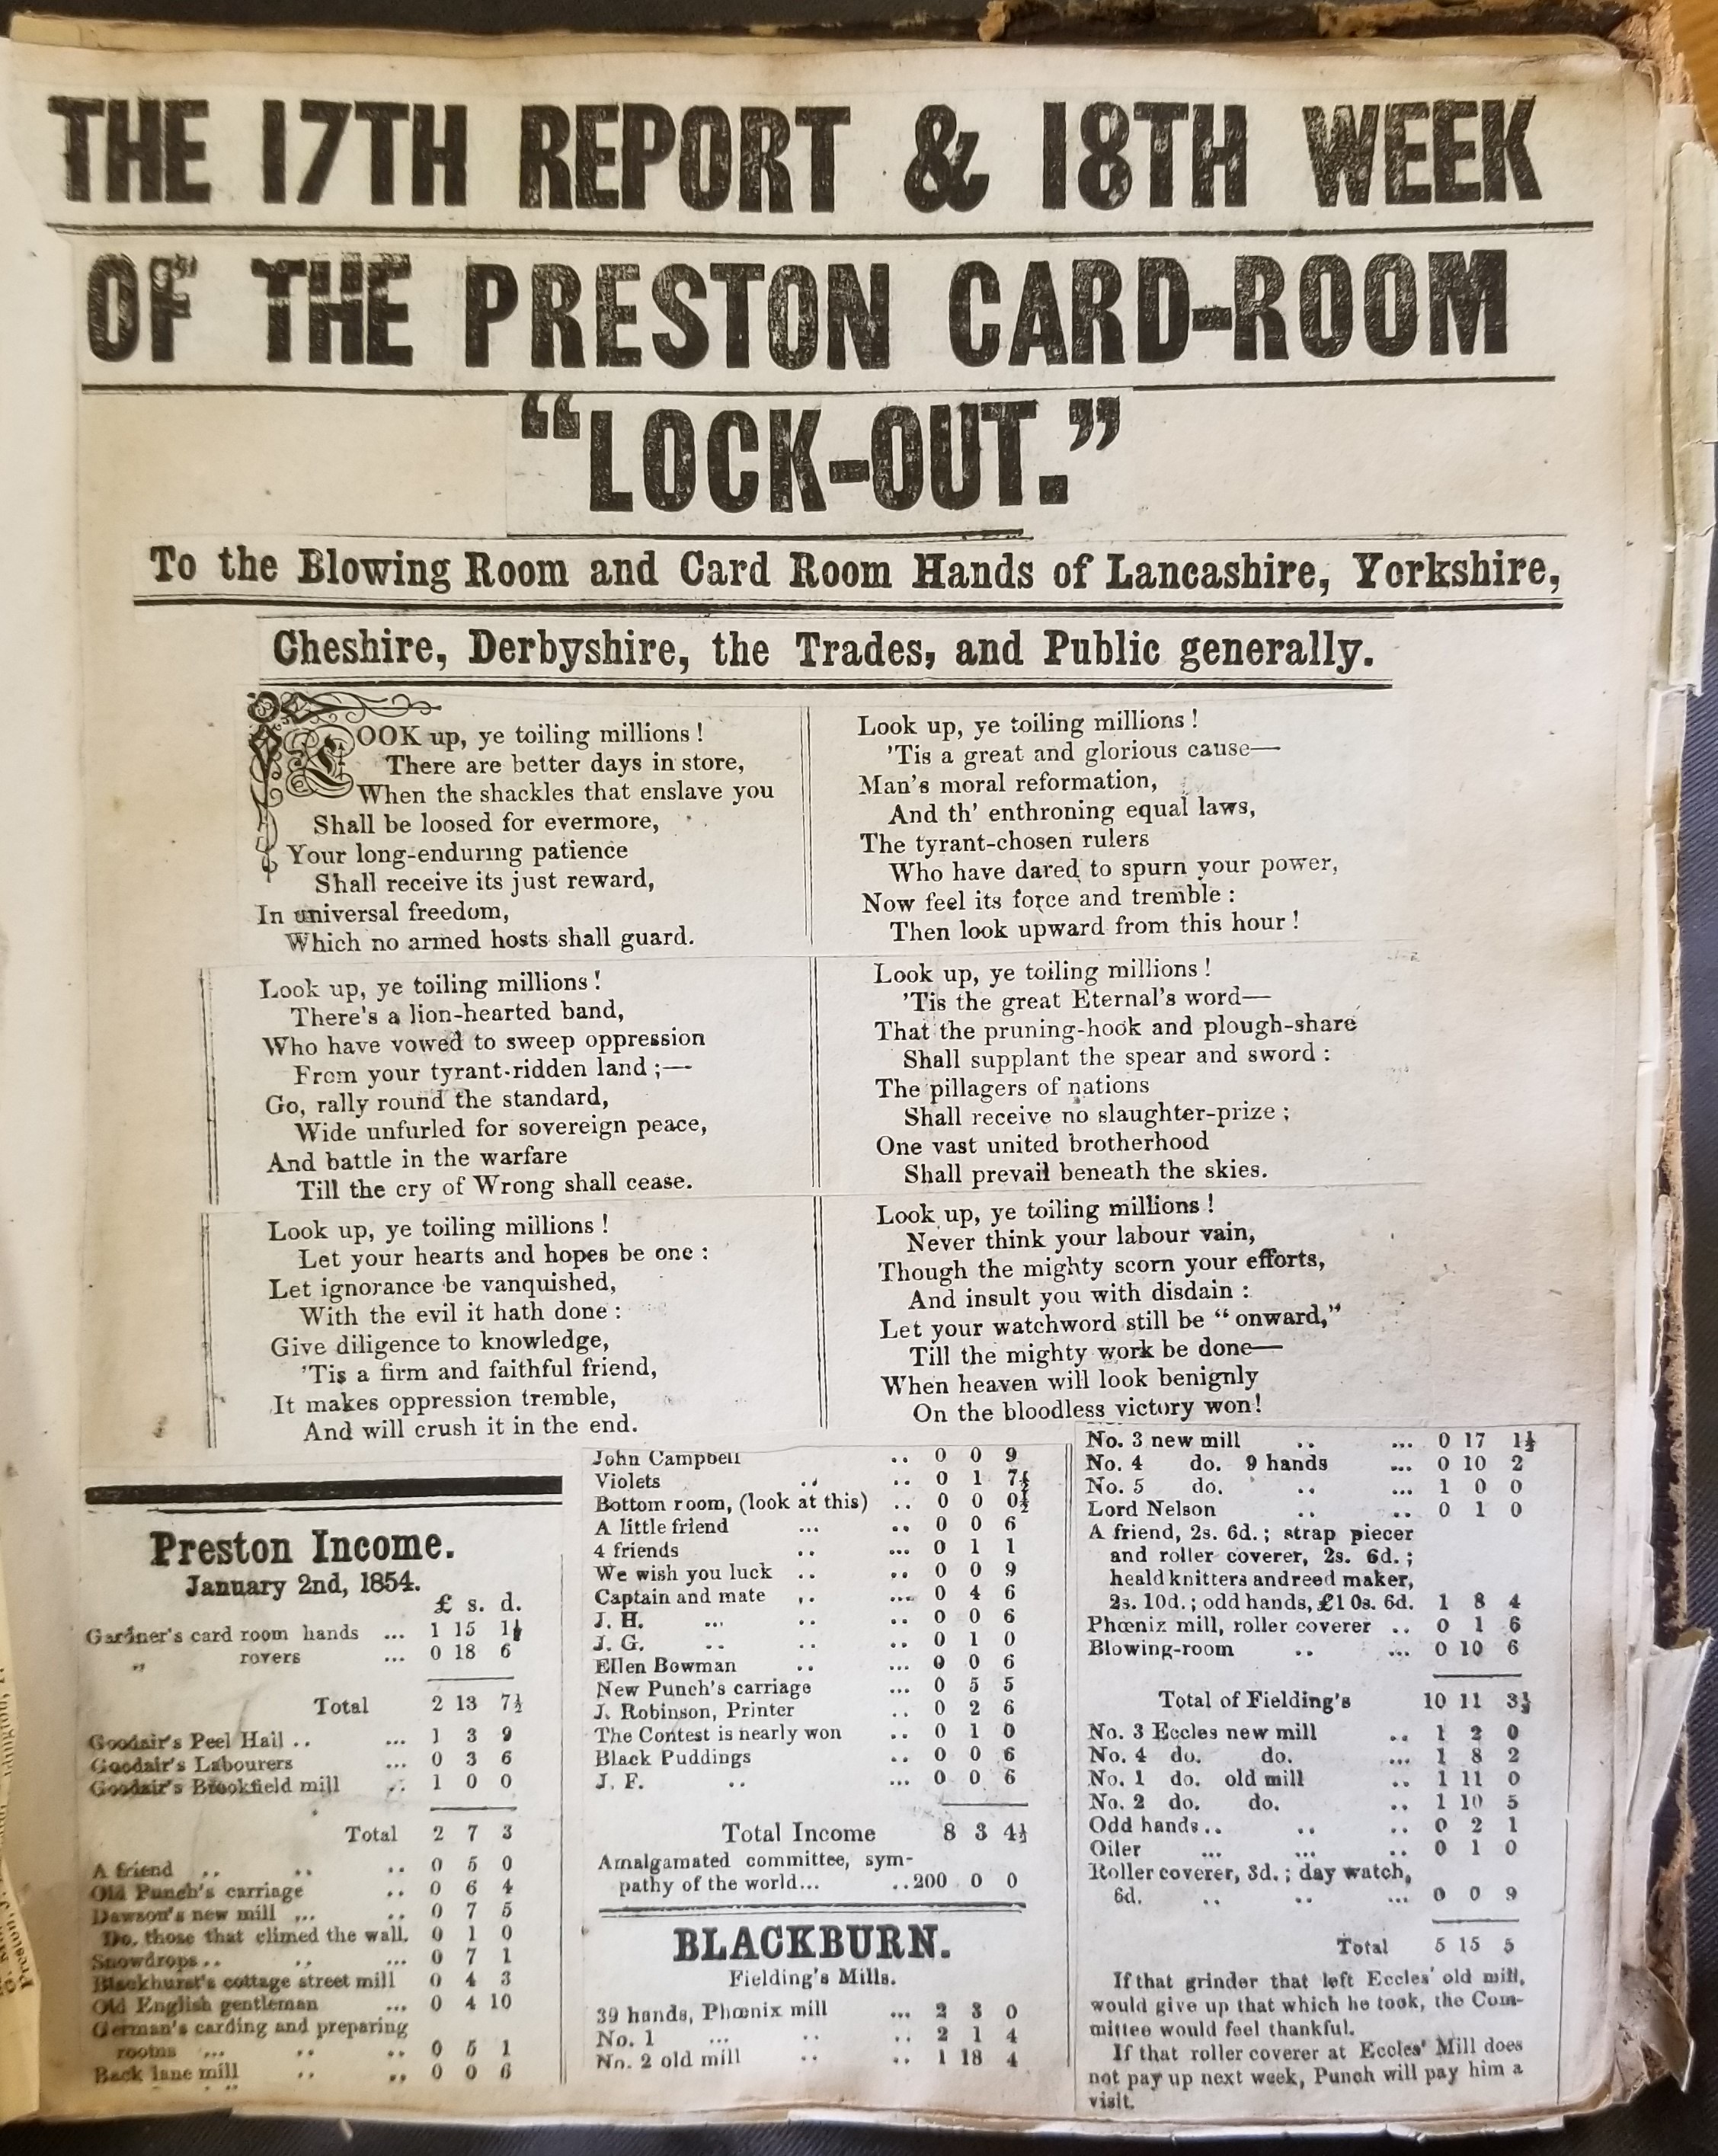 THE 17TH REPORT & 18TH WEEK
OF THE PRESTON CARD-ROOM
“LOCK-OUT.”
To the Blowing Room and Card Room Hands of Lancashire, Yorkshire,
Cheshire, Derbyshire, the Trades, and Public generally.
LOOK up, ye toiling millions!
There are better days in store,
When the shackles that enslave you
Shall be loosed for evermore,
Your long-enduring patience
Shall receive its just reward,
In universal freedom,
Which no armed hosts shall guard.
Look up, ye toiling millions!
There's a lion-hearted band,
Who have vowed to sweep oppression
From your tyrant-ridden land;—
Go, rally round the standard,
Wide unfurled for sovereign peace,
And battle in the warfare
Till the cry of Wrong shall cease.
Look up, ye toiling millions!
Let your hearts and hopes be one:
Let ignorance be vanquished,
With the evil it hath done:
Give diligence to knowledge,
'Tis a firm and faithful friend,
It makes oppression tremble,
And will crush it in the end.
Look up, ye toiling millions!
'Tis a great and glorious cause—
Man's moral reformation,
And th' enthroning equal laws,
The tyrant-chosen rulers
Who have dared to spurn your power,
Now feel its force and tremble:
Then look upward from this hour!
Look up, ye toiling millions!
'Tis the great Eternal's word—
That the pruning-hook and plough-share
Shall supplant the spear and sword:
The pillagers of nations
Shall receive no slaughter-prize;
One vast united brotherhood
Shall prevail beneath the skies.
Look up, ye toiling millions!
Never think your labour vain,
Though the mighty scorn your efforts,
And insult you with disdain:
Let your watchword still be “onward,”
Till the mighty work be done—
When heaven will look benignly
On the bloodless victory won!
Preston Income.
January 2nd, 1854.
£ s. d.
Gardner's card room hands ... 1 15 1½
„ rovers ... 0 18 6
Total 2 13 7½
Goodair's Peel Hall .. ... 1 3 9
Goodair's Labourers ... 0 3 6
Goodair's Brookfield mill .. 1 0 0
Total 2 7 3
A friend .. .. .. 0 5 0
Old Punch's carriage .. 0 6 4
Dawson's new mill ... .. 0 7 5
Do. those that climed the wall. 0 1 0
Snowdrops.. .. ... 0 7 1
Blackhurst's cottage street mill 0 4 3
Old English gentleman ... 0 4 10
German's carding and preparing
rooms ... .. .. 0 5 1
Back lane mill .. .. 0 0 6
John Campbell .. 0 0 9
Violets .. .. 0 1 7½
Bottom room, (look at this) .. 0 0 0½
A little friend ... .. 0 0 6
4 friends .. ... 0 1 1
We wish you luck .. .. 0 0 9
Captain and mate .. ... 0 4 6
J. H. ... .. .. 0 0 6
J. G. .. .. .. 0 1 0
Ellen Bowman .. ... 0 0 6
New Punch's carriage ... 0 5 5
J. Robinson, Printer .. 0 2 6
The Contest is nearly won .. 0 1 0
Black Puddings .. 0 0 6
J. F. .. ... 0 0 6
Total Income 8 3 4½
Amalgamated committee, sym-
pathy of the world... ..200 0 0
BLACKBURN.
Fielding's Mills.
39 hands, Phœnix mill ... 2 3 0
No. 1 ... .. .. 2 1 4
No. 2 old mill .. .. 1 18 4
No. 3 new mill .. ... 0 17 1½
No. 4 do. 9 hands ... 0 10 2
No. 5 do. .. ... 1 0 0
Lord Nelson .. .. 0 1 0
A friend, 2s. 6d.; strap piecer
and roller coverer, 2s. 6d.;
heald knitters andreed maker,
2s. 10d.; odd hands, £1 0s. 6d. 1 8 4
Phœnix mill, roller coverer .. 0 1 6
Blowing-room .. ... 0 10 6
Total of Fielding's 10 11 3½
No. 3 Eccles new mill .. 1 2 0
No. 4 do. do. ... 1 8 2
No. 1 do. old mill .. 1 11 0
No. 2 do. do. .. 1 10 5
Odd hands.. .. .. 0 2 1
Oiler ... ... .. 0 1 0
Roller coverer, 3d.; day watch,
6d. .. .. ... 0 0 9
Total 5 15 5
If that grinder that left Eccles' old mill,
would give up that which he took, the Com-
mittee would feel thankful.
If that roller coverer at Eccles' Mill does
not pay up next week, Punch will pay him a
visit.